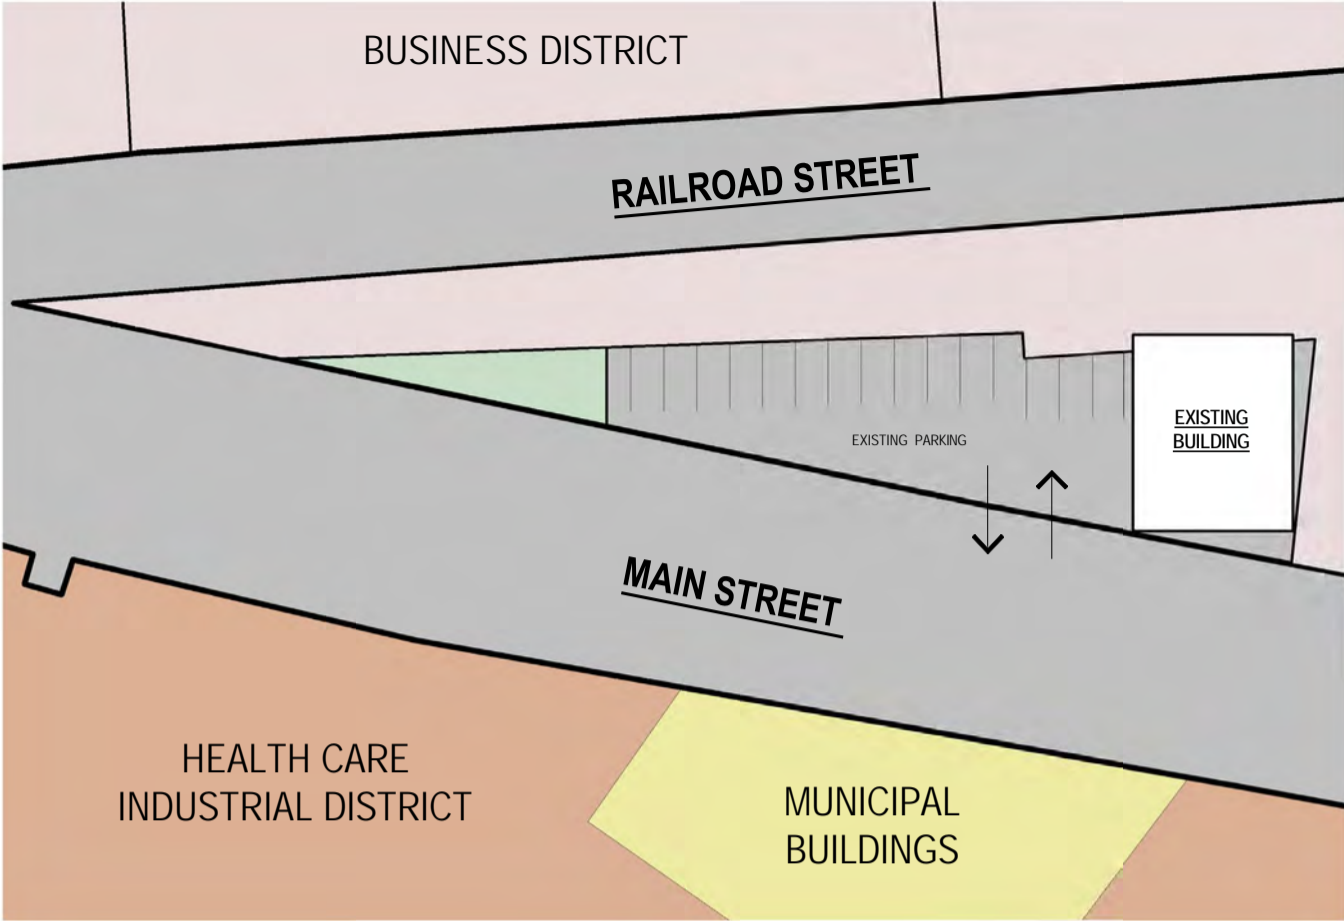 BUSINESS DISTRICT
RAILROAD STREET
EXISTING
BUILDING
EXISTING PARKING
MAIN STREET
HEALTH CARE
INDUSTRIAL DISTRICT
MUNICIPAL
BUILDINGS